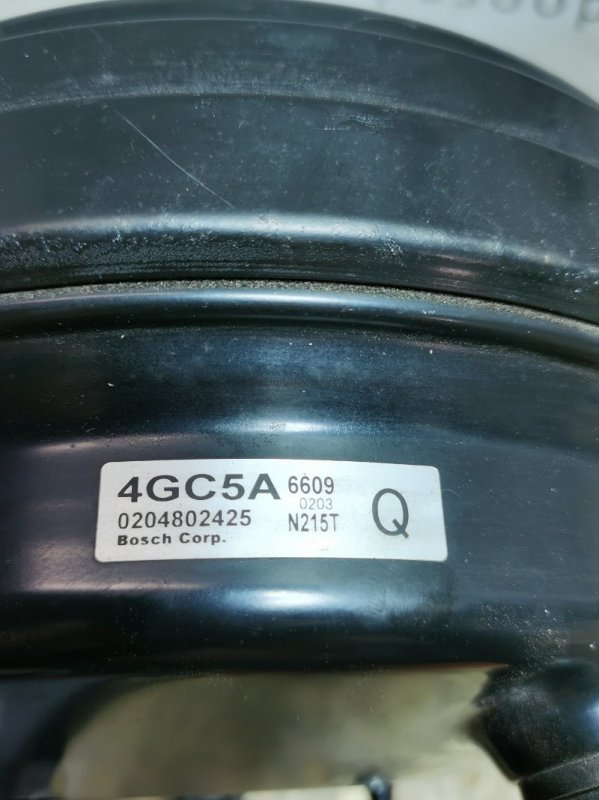 4GC5A 6609
0203
0204802425 N215T Q
Bosch Corp.